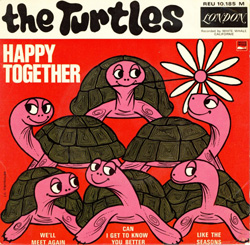 the Turtles
REU 10.185 M
LONDON
Recorded by WHITE WHALE
CALIFORNIA
HAPPY
TOGETHER
WE'LL
MEET AGAIN
CAN
I GET TO KNOW
YOU BETTER
LIKE THE
SEASONS